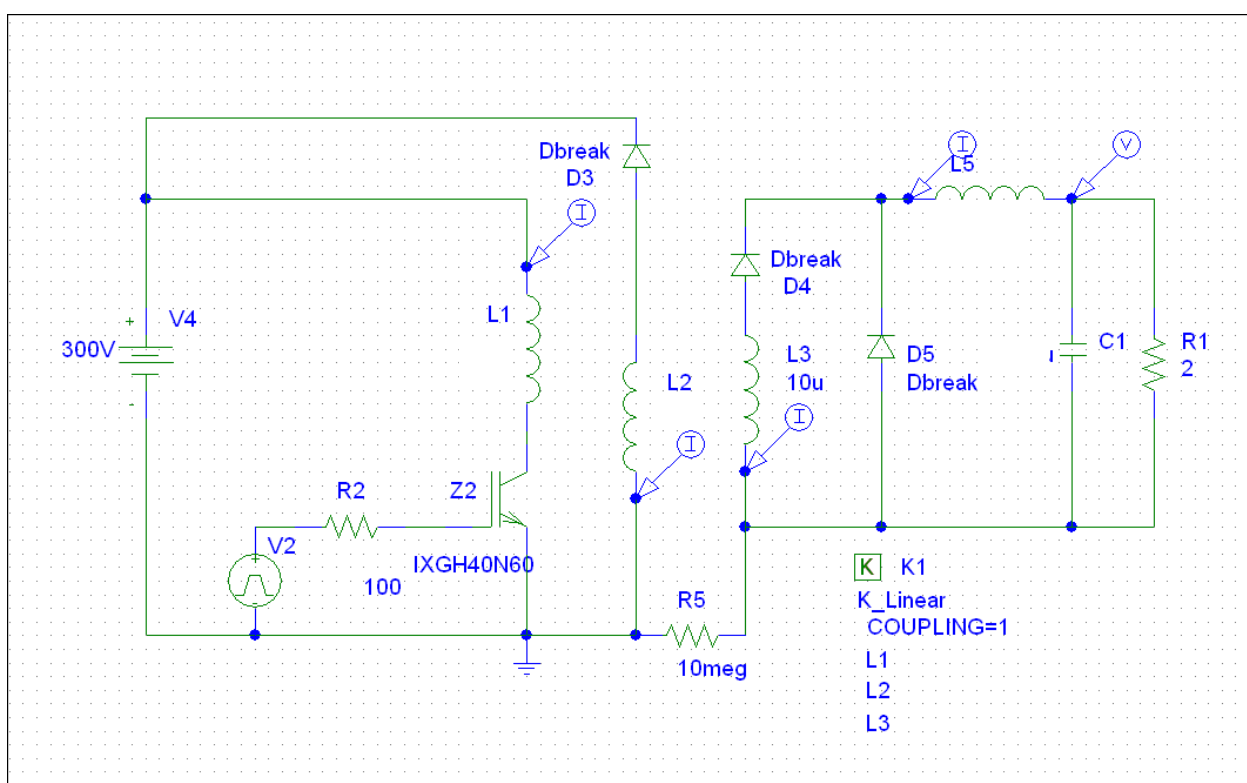 Dbreak
D3
I
I
L5
V
Dbreak
D4
+
V4
300V
-
L1
L2
L3
10u
D5
Dbreak
C1
R1
2
I
I
R2
Z2
V2
+
-
100
IXGH40N60
K
K1
K_Linear
COUPLING=1
R5
10meg
L1
L2
L3